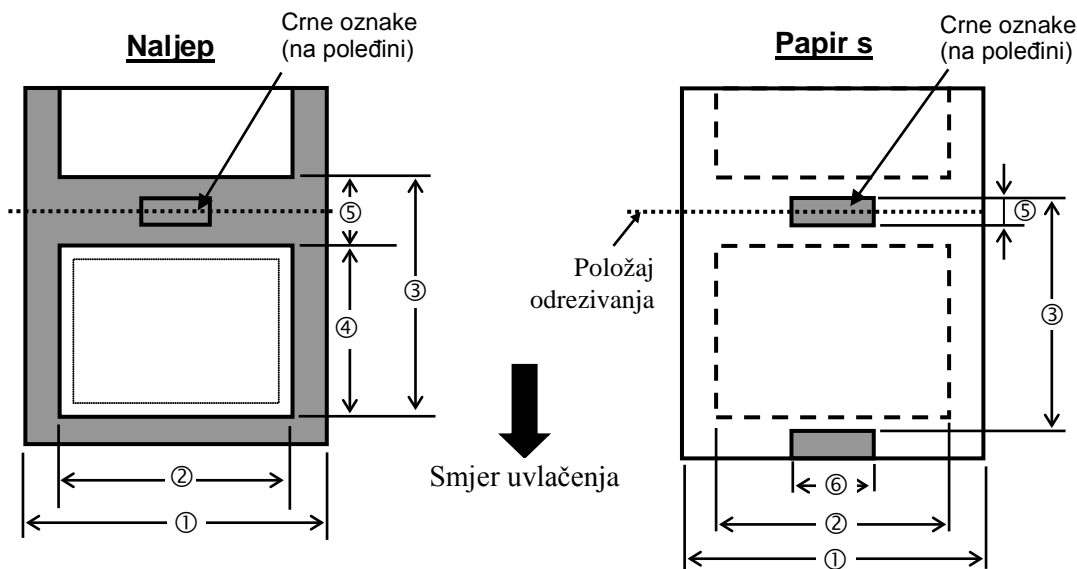 Naljep
Crne oznake
(na poleđini)
⑤
③
④
②
①
Smjer uvlačenja
Papir s
Crne oznake
(na poleđini)
Položaj
odrezivanja
⑤
③
⑥
②
①